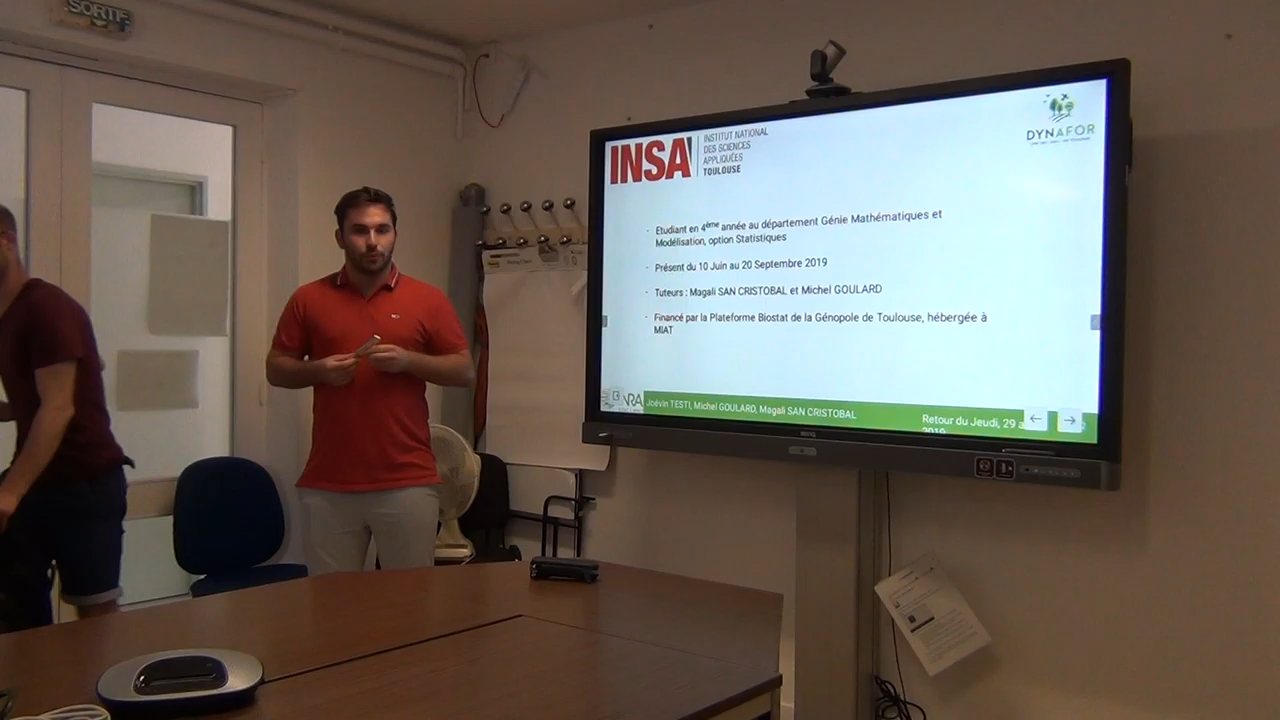 SORTIE
INSA
INSTITUT NATIONAL
DES SCIENCES
APPLIQUÉES
TOULOUSE
DYNAFOR
- Etudiant en 4ème année au département Génie Mathématiques et
Modélisation, option Statistiques
- Présent du 10 Juin au 20 Septembre 2019
- Tuteurs : Magali SAN CRISTOBAL et Michel GOULARD
- Financé par la Plateforme Biostat de la Génopole de Toulouse, hébergée à
MIAT
Joévin TESTI, Michel GOULARD, Magali SAN CRISTOBAL
Retour du Jeudi, 29
2019
BENQ